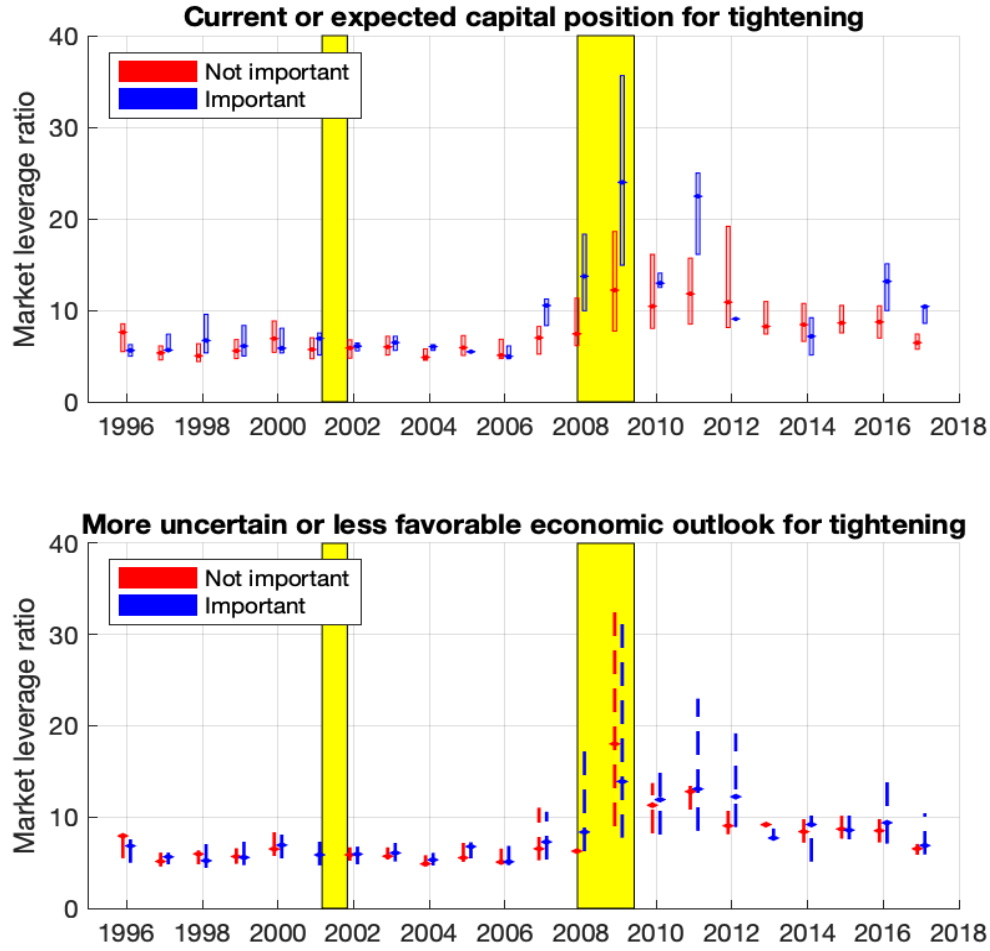 Current or expected capital position for tightening
40
30
20
10
0
Market leverage ratio
Not important
Important
1996 1998 2000 2002 2004 2006 2008 2010 2012 2014 2016 2018
More uncertain or less favorable economic outlook for tightening
40
30
20
10
0
Market leverage ratio
Not important
Important
1996 1998 2000 2002 2004 2006 2008 2010 2012 2014 2016 2018